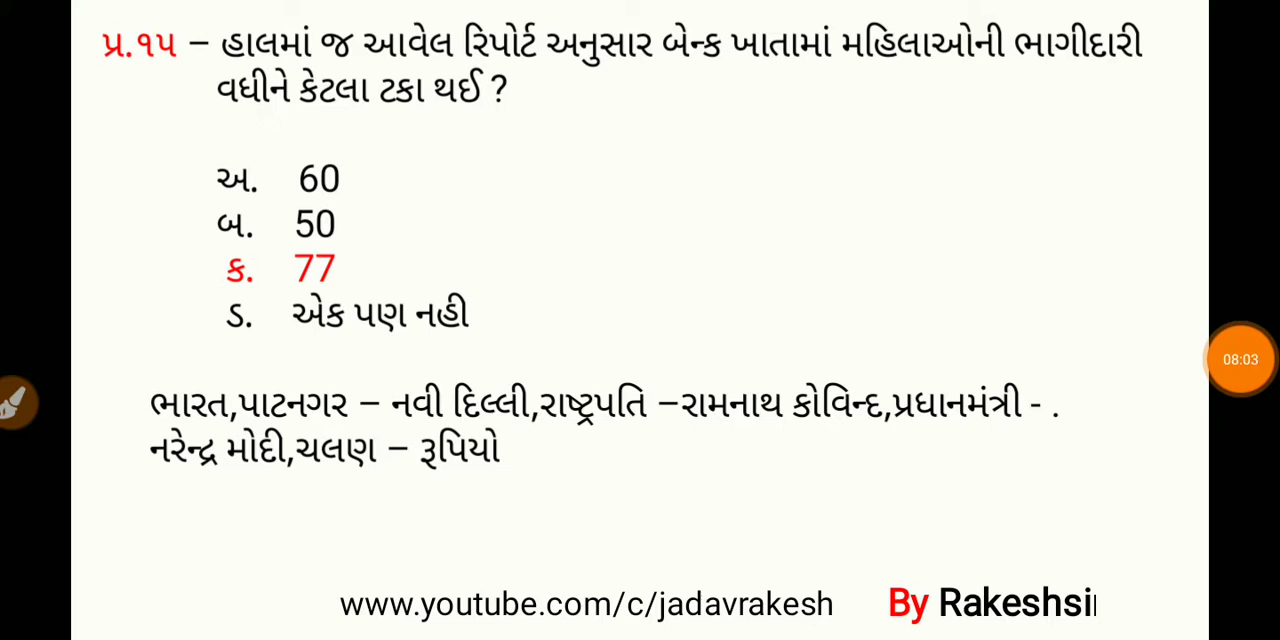 પ્ર.૧૫ – હાલમાં જ આવેલ રિપોર્ટ અનુસાર બેન્ક ખાતામાં મહિલાઓની ભાગીદારી
વધીને કેટલા ટકા થઈ ?
અ. 60
બ. 50
ક. 77
ડ. એક પણ નહી
08:03
ભારત,પાટનગર – નવી દિલ્લી,રાષ્ટ્રપતિ –રામનાથ કોવિન્દ,પ્રધાનમંત્રી - .
નરેન્દ્ર મોદી,ચલણ – રૂપિયો
www.youtube.com/c/jadavrakesh By